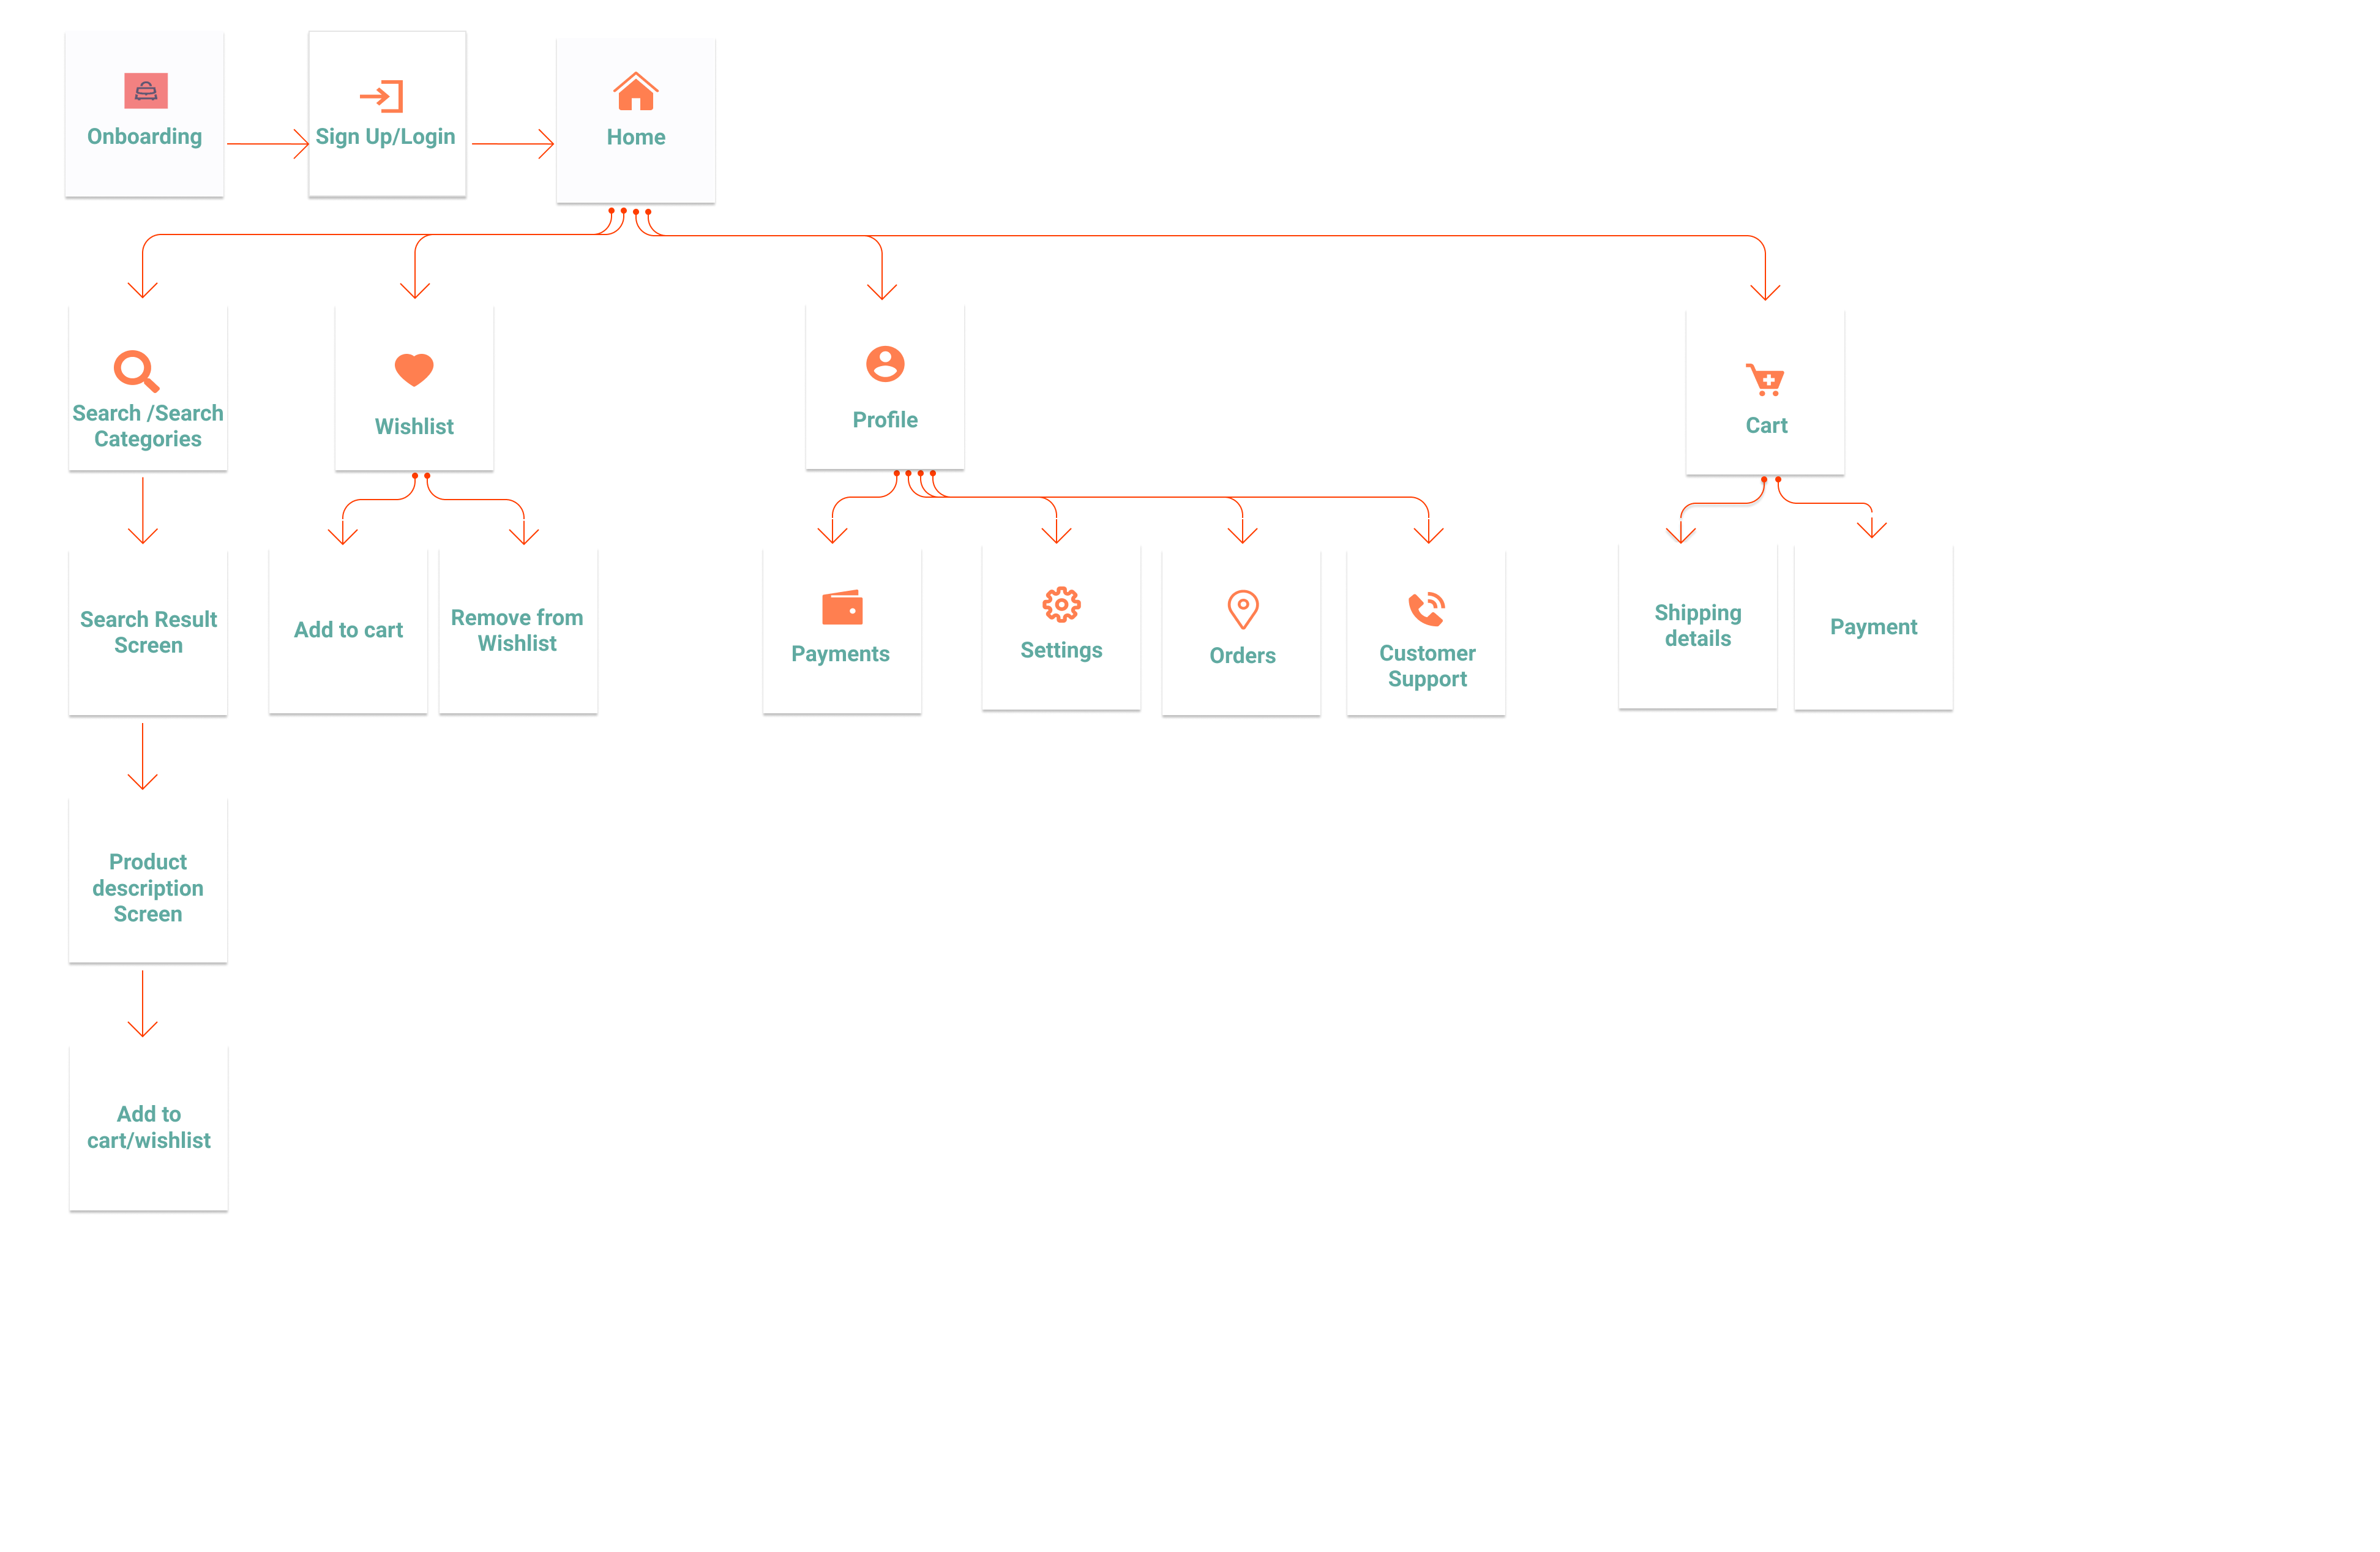 Onboarding
Sign Up/Login
Home
Search /Search
Categories
Wishlist
Profile
Cart
Search Result
Screen
Add to cart
Remove from
Wishlist
Payments
Settings
Orders
Customer
Support
Shipping
details
Payment
Product
description
Screen
Add to
cart/wishlist